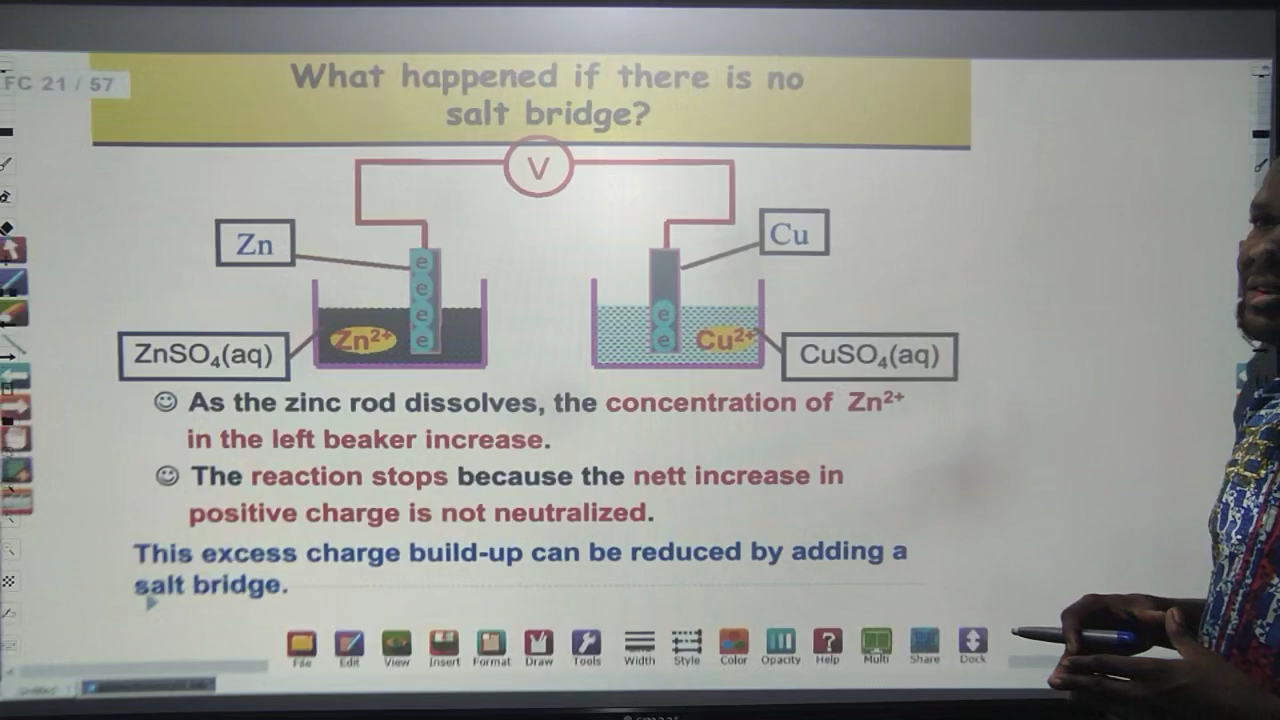 FC 21 / 57
What happened if there is no
salt bridge?
V
Zn
Cu
e
e
e
e
e
e
Zn²⁺
Cu²⁺
ZnSO₄(aq)
CuSO₄(aq)
☺ As the zinc rod dissolves, the concentration of Zn²⁺
in the left beaker increase.
☺ The reaction stops because the nett increase in
positive charge is not neutralized.
This excess charge build-up can be reduced by adding a
salt bridge.
File Edit View Insert Format Draw Tools Width Style Color Opacity Help Multi Share Dock